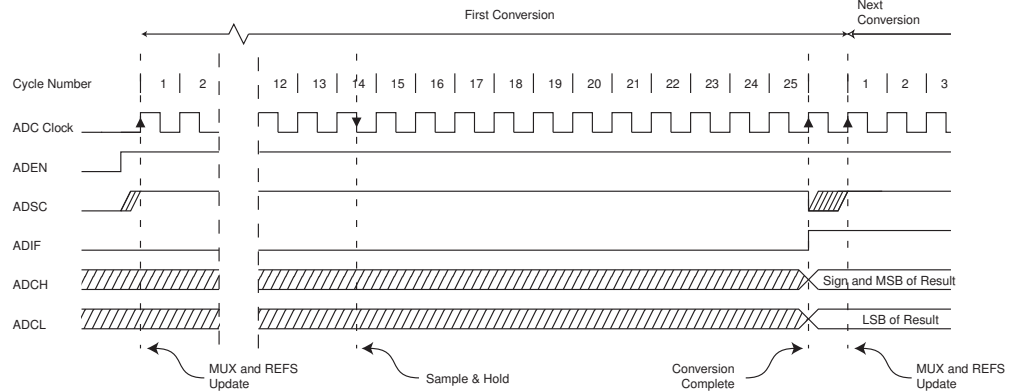 First Conversion
Next
Conversion
Cycle Number 1 2 12 13 14 15 16 17 18 19 20 21 22 23 24 25 1 2 3
ADC Clock
ADEN
ADSC
ADIF
ADCH Sign and MSB of Result
ADCL LSB of Result
MUX and REFS
Update
Sample & Hold
Conversion
Complete
MUX and REFS
Update